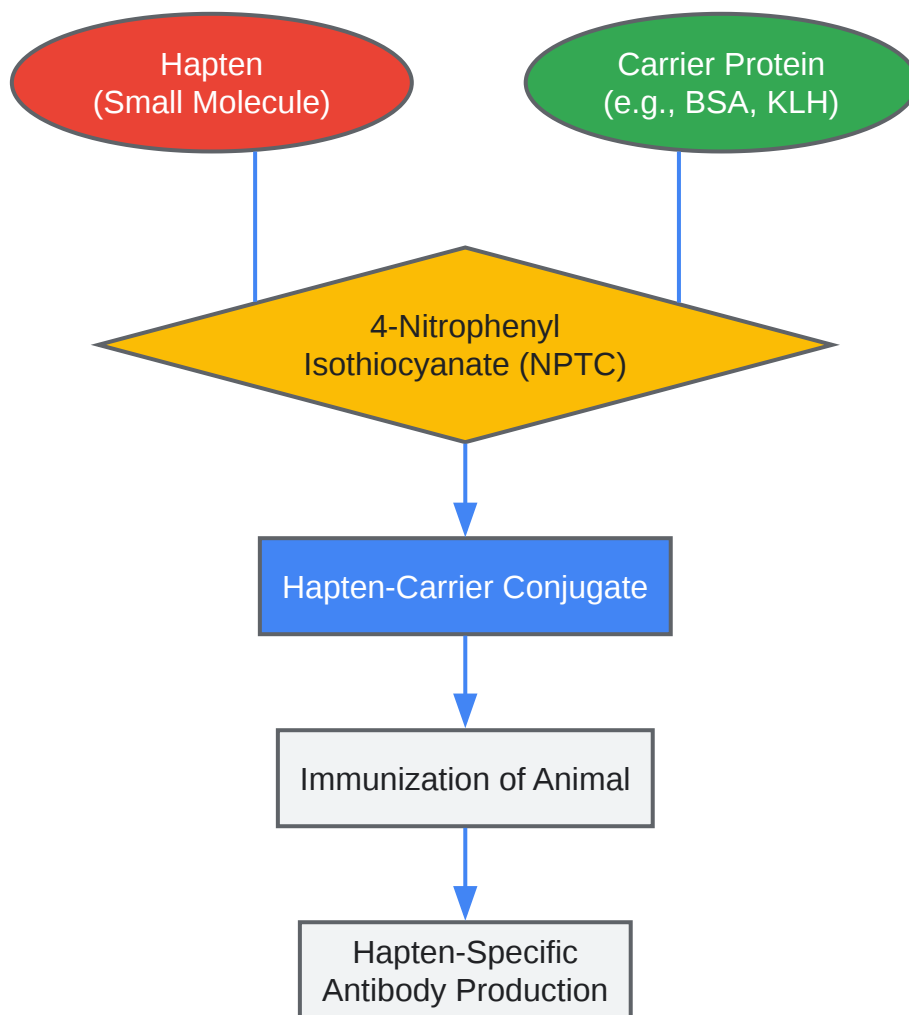 Hapten
(Small Molecule)
Carrier Protein
(e.g., BSA, KLH)
4-Nitrophenyl
Isothiocyanate (NPTC)
Hapten-Carrier Conjugate
Immunization of Animal
Hapten-Specific
Antibody Production